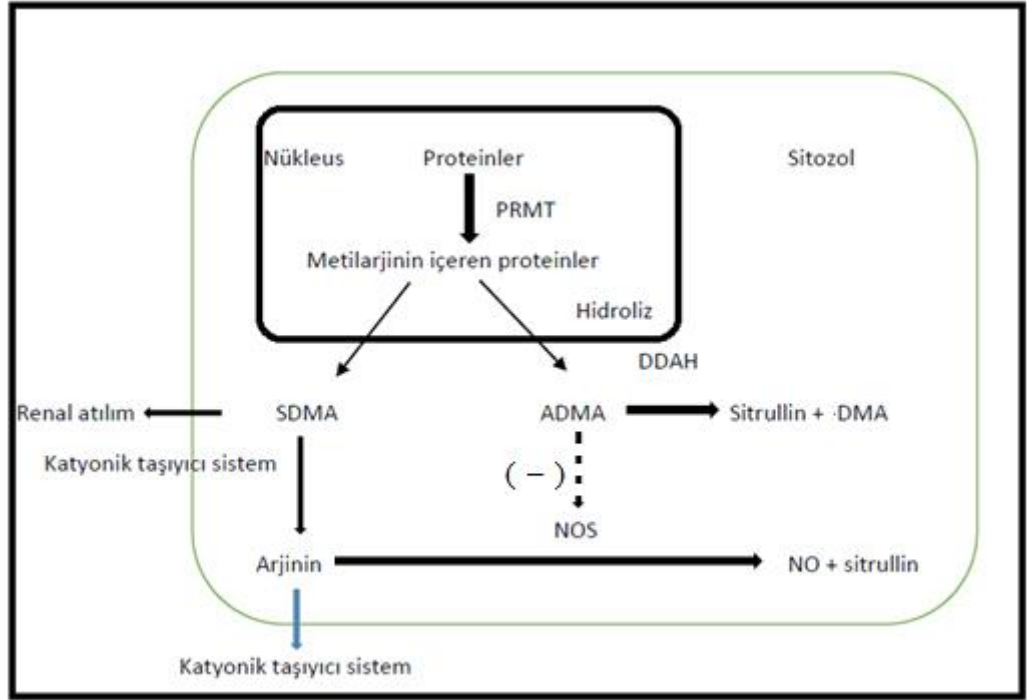 Nükleus Proteinler Sitozol
PRMT
Metilarjinin içeren proteinler
Hidroliz
DDAH
Renal atılım SDMA ADMA Sitrullin + ·DMA
Katyonik taşıyıcı sistem
( − )
NOS
Arjinin NO + sitrullin
Katyonik taşıyıcı sistem